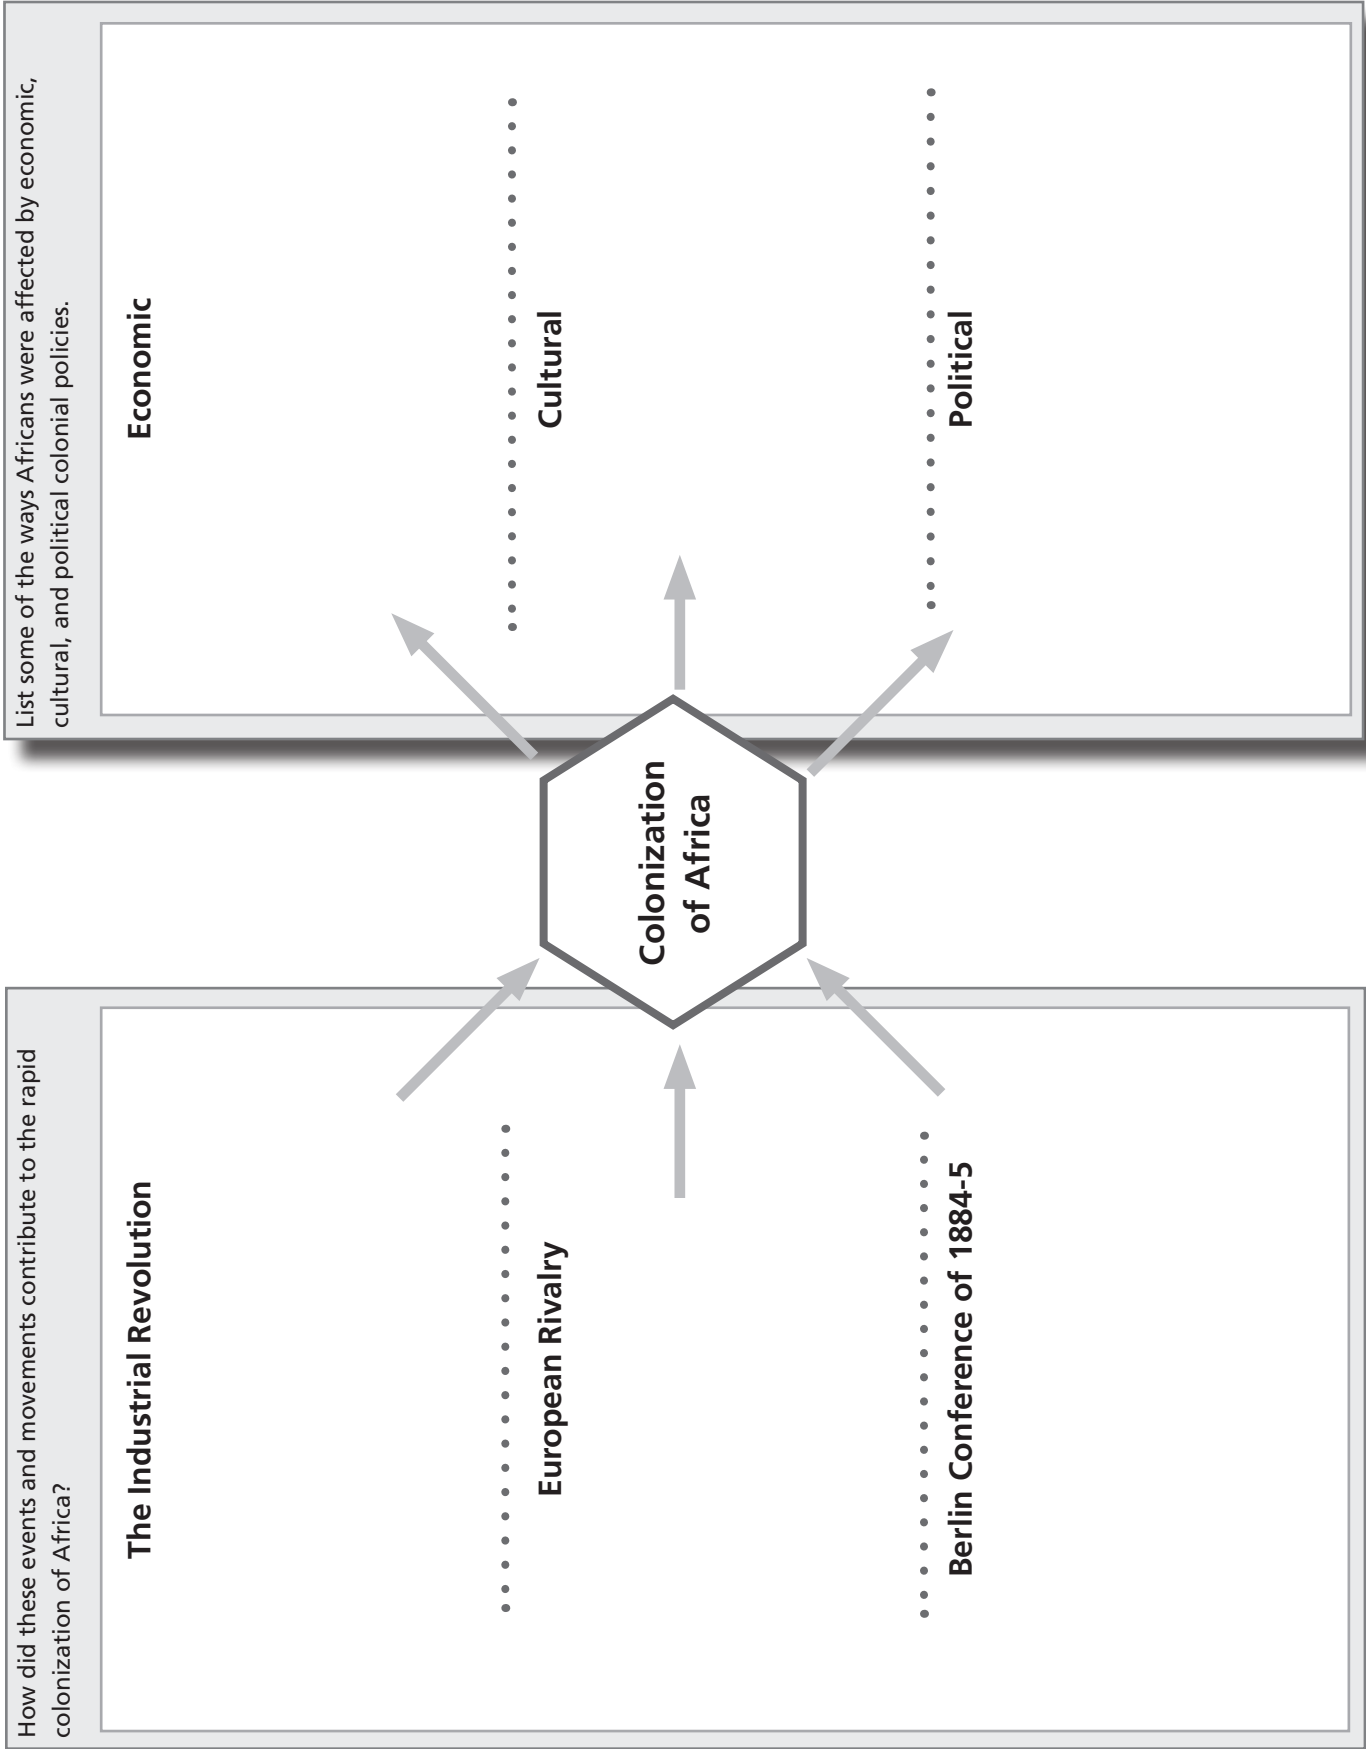 How did these events and movements contribute to the rapid
colonization of Africa?
The Industrial Revolution
European Rivalry
Berlin Conference of 1884-5
Colonization
of Africa
List some of the ways Africans were affected by economic,
cultural, and political colonial policies.
Economic
Cultural
Political